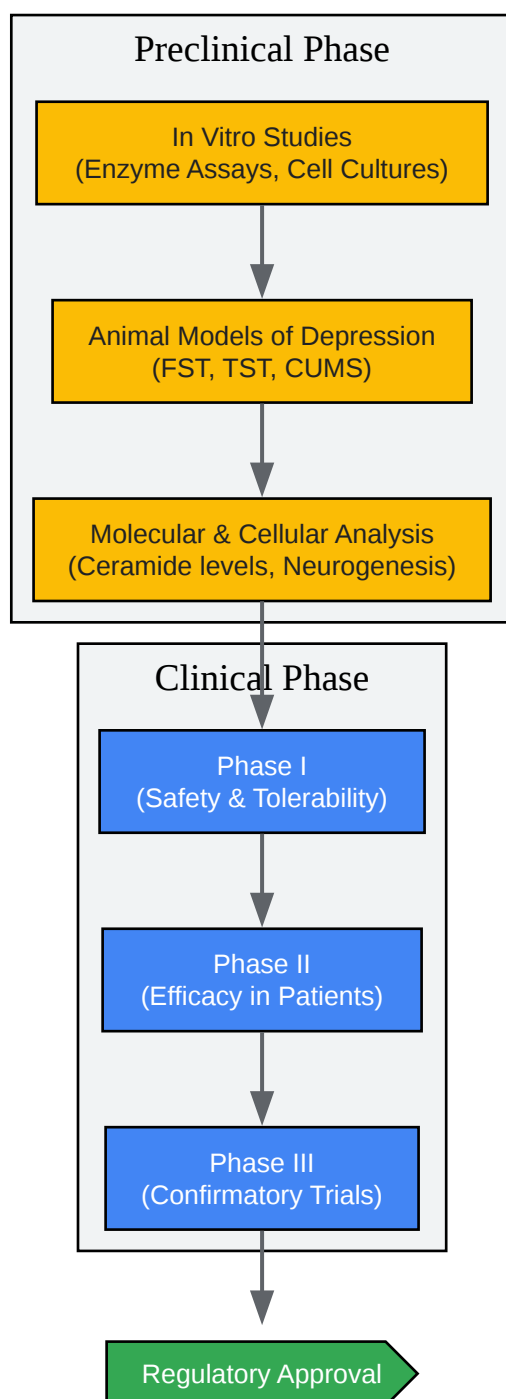 Preclinical Phase
In Vitro Studies
(Enzyme Assays, Cell Cultures)
Animal Models of Depression
(FST, TST, CUMS)
Molecular & Cellular Analysis
(Ceramide levels, Neurogenesis)
Clinical Phase
Phase I
(Safety & Tolerability)
Phase II
(Efficacy in Patients)
Phase III
(Confirmatory Trials)
Regulatory Approval